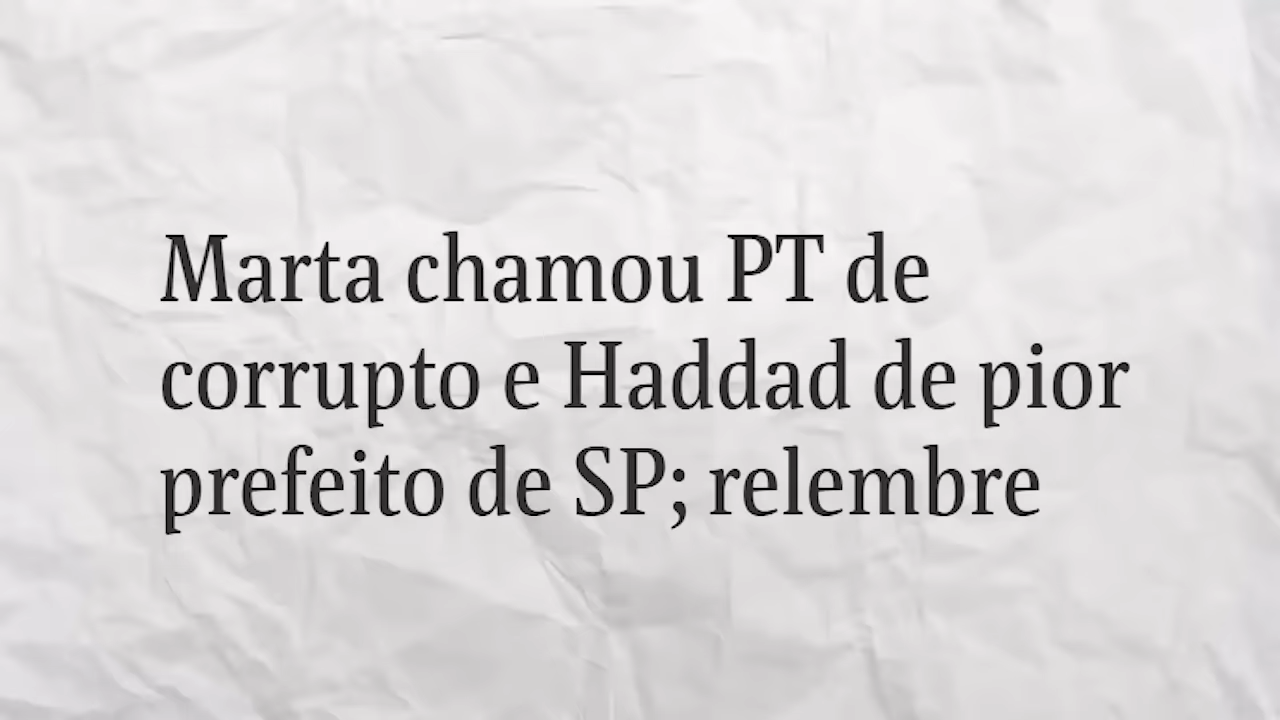 Marta chamou PT de
corrupto e Haddad de pior
prefeito de SP; relembre